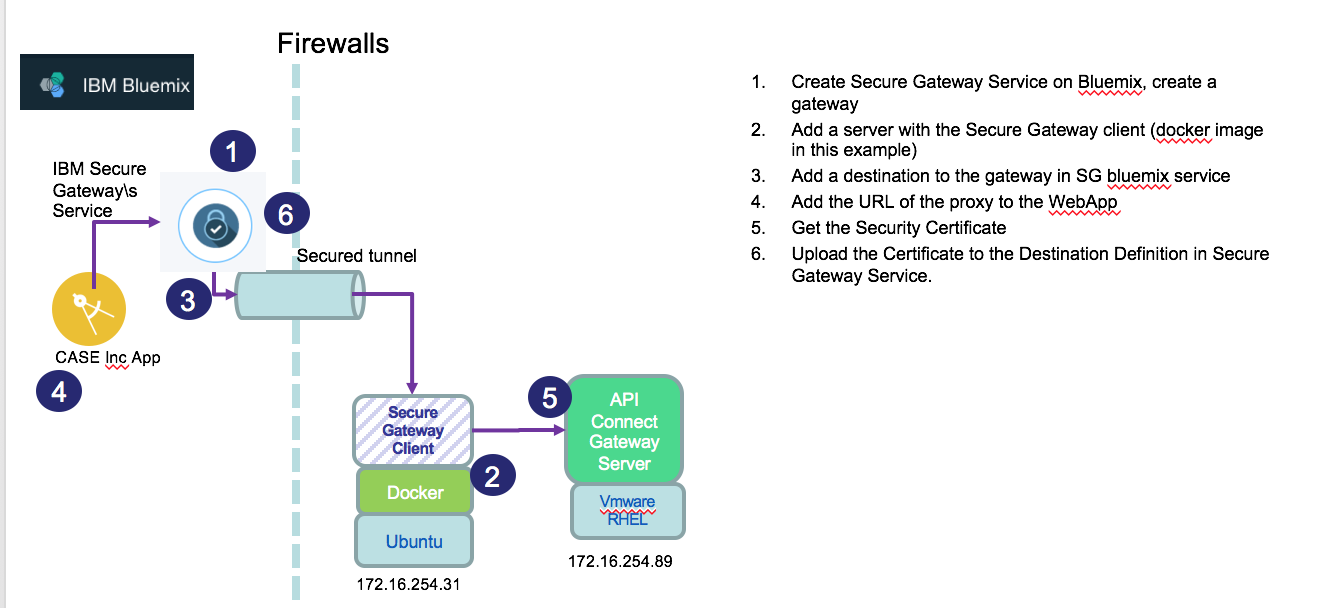 Firewalls
IBM Bluemix
1
IBM Secure
Gateway\s
Service
6
Secured tunnel
3
CASE Inc App
4
Secure
Gateway
Client
2
Docker
Ubuntu
172.16.254.31
5
API
Connect
Gateway
Server
Vmware
RHEL
172.16.254.89
1. Create Secure Gateway Service on Bluemix, create a
gateway
2. Add a server with the Secure Gateway client (docker image
in this example)
3. Add a destination to the gateway in SG bluemix service
4. Add the URL of the proxy to the WebApp
5. Get the Security Certificate
6. Upload the Certificate to the Destination Definition in Secure
Gateway Service.